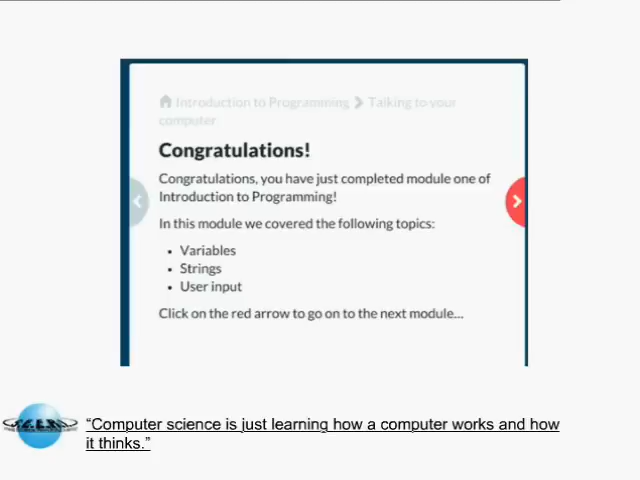 Introduction to Programming > Talking to your
computer
Congratulations!
Congratulations, you have just completed module one of
Introduction to Programming!
In this module we covered the following topics:
• Variables
• Strings
• User input
Click on the red arrow to go on to the next module...
“Computer science is just learning how a computer works and how
it thinks.”